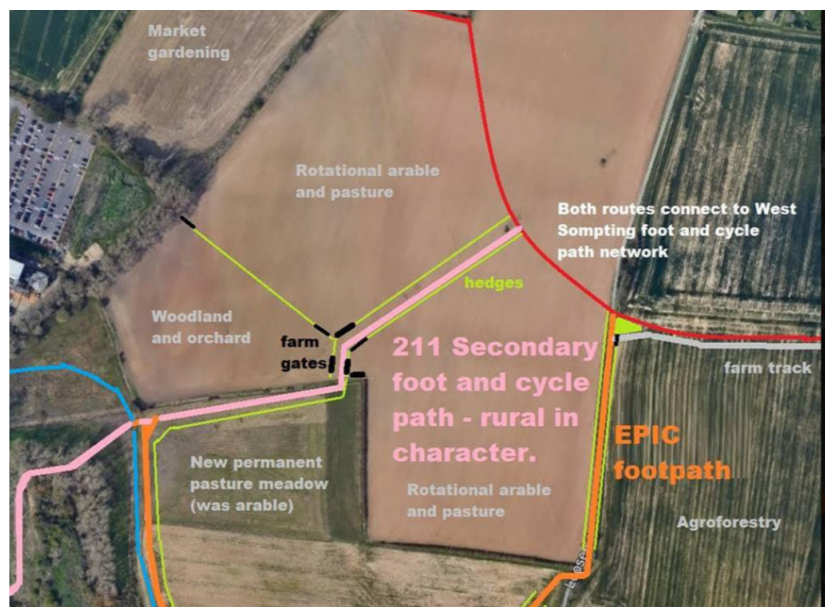 Market
gardening
Rotational arable
and pasture
Both routes connect to West
Sompting foot and cycle
path network
hedges
Woodland
and orchard
farm
gates
211 Secondary
foot and cycle
path - rural in
character.
farm track
EPIC
footpath
New permanent
pasture meadow
(was arable)
Rotational arable
and pasture
Agroforestry